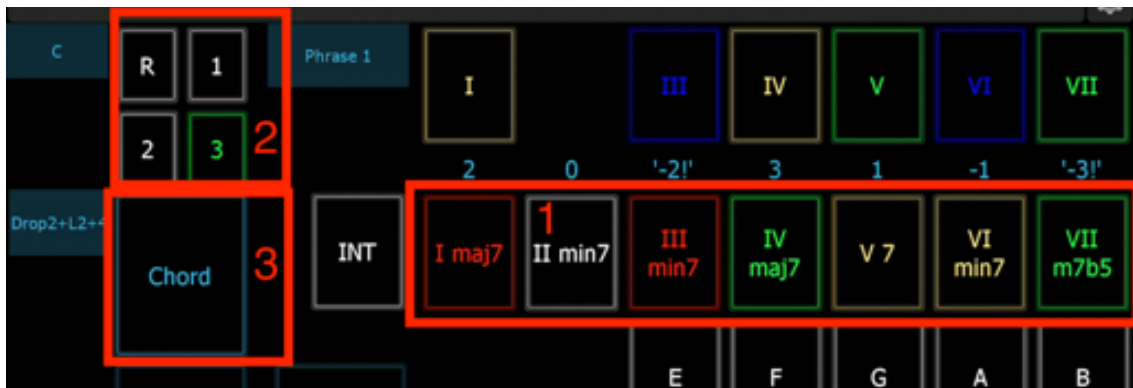 C
R 1
2 3
2
Phrase 1
I III IV V VI VII
2 0 '-2!' 3 1 -1 '-3!'
Drop2+L2+4
Chord
3
INT
1
I maj7
II min7
III
min7
IV
maj7
V 7
VI
min7
VII
m7b5
E F G A B